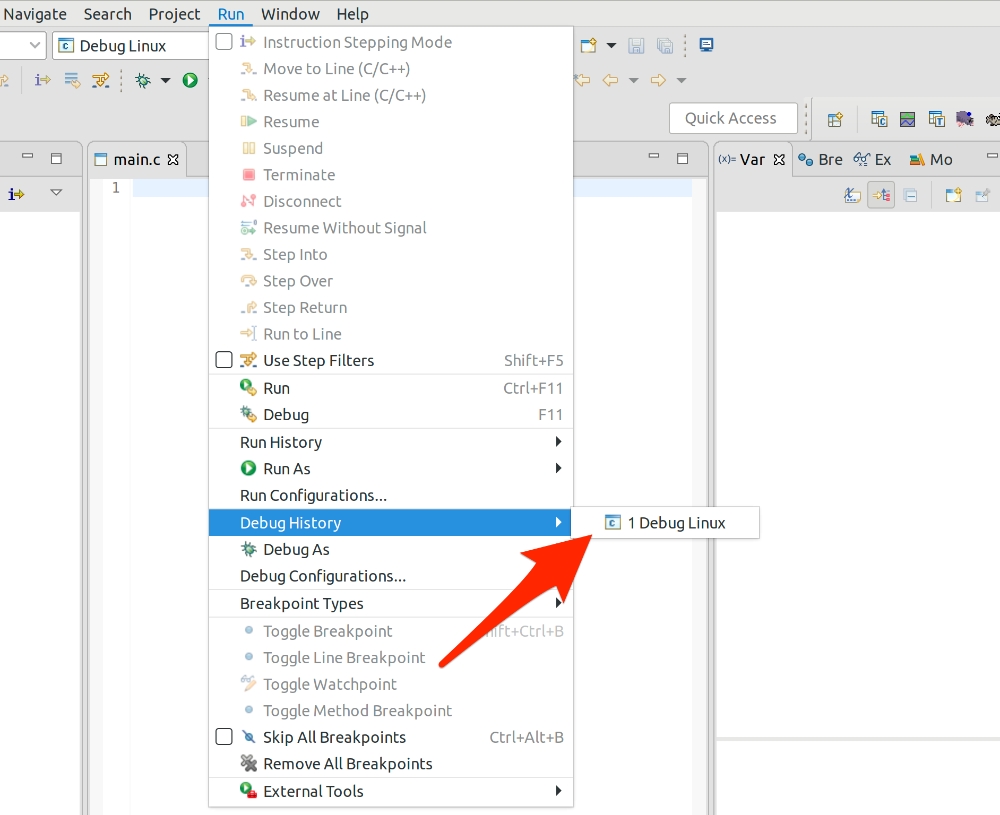 Navigate Search Project Run Window Help
Debug Linux
Quick Access
main.c
Var Bre Ex Mo
(x)=
1
Instruction Stepping Mode
Move to Line (C/C++)
Resume at Line (C/C++)
Resume
Suspend
Terminate
Disconnect
Resume Without Signal
Step Into
Step Over
Step Return
Run to Line
Use Step Filters Shift+F5
Run Ctrl+F11
Debug F11
Run History
Run As
Run Configurations...
Debug History
1 Debug Linux
Debug As
Debug Configurations...
Breakpoint Types
Toggle Breakpoint ift+Ctrl+B
Toggle Line Breakpoint
Toggle Watchpoint
Toggle Method Breakpoint
Skip All Breakpoints Ctrl+Alt+B
Remove All Breakpoints
External Tools